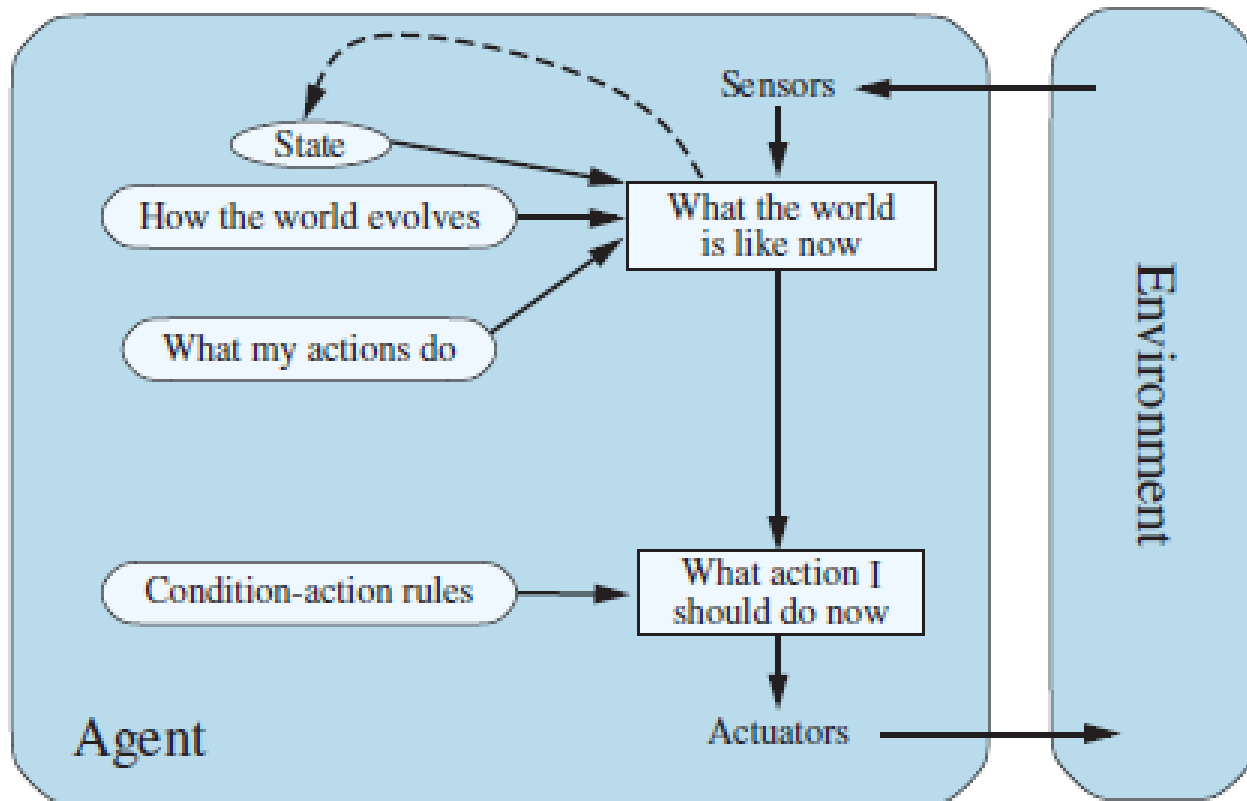 Sensors
State
What the world
is like now
How the world evolves
What my actions do
Environment
Condition-action rules
What action I
should do now
Agent
Actuators